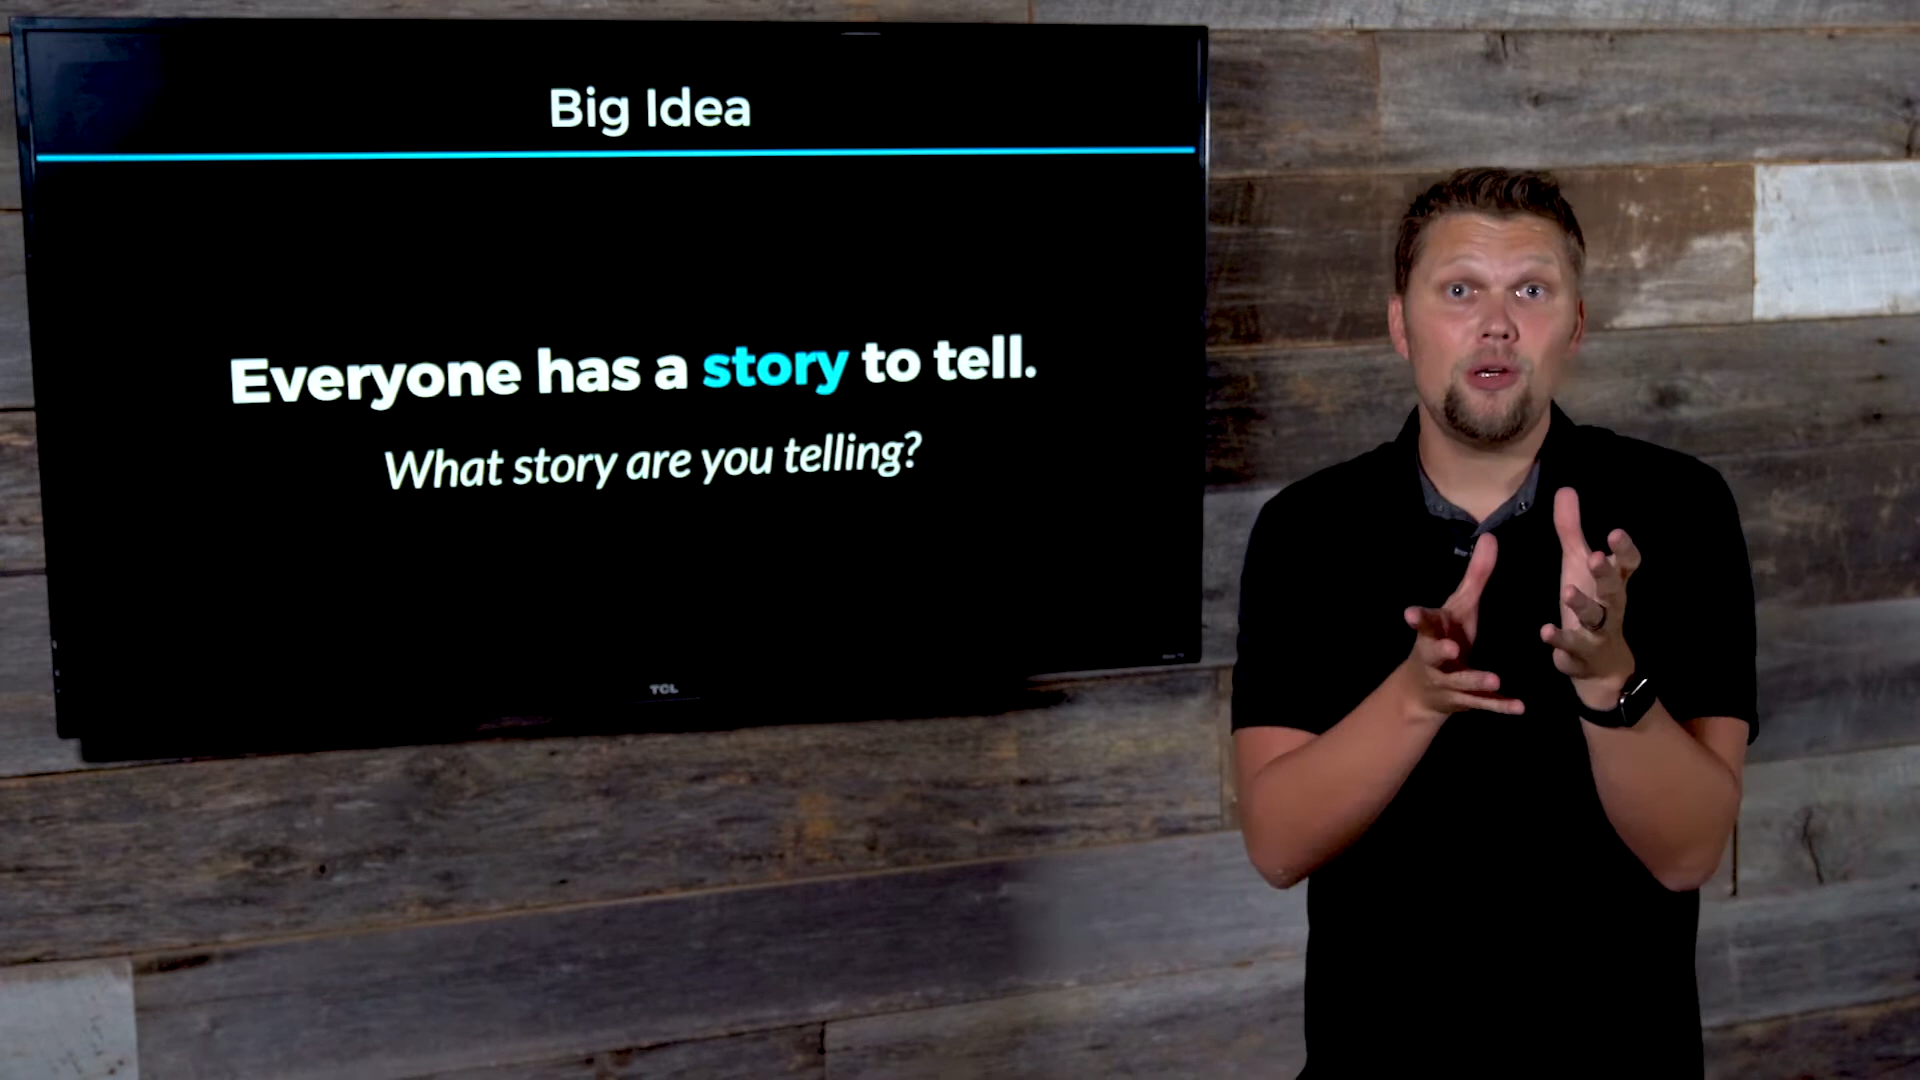 Big Idea
Everyone has a story to tell.
What story are you telling?
TCL